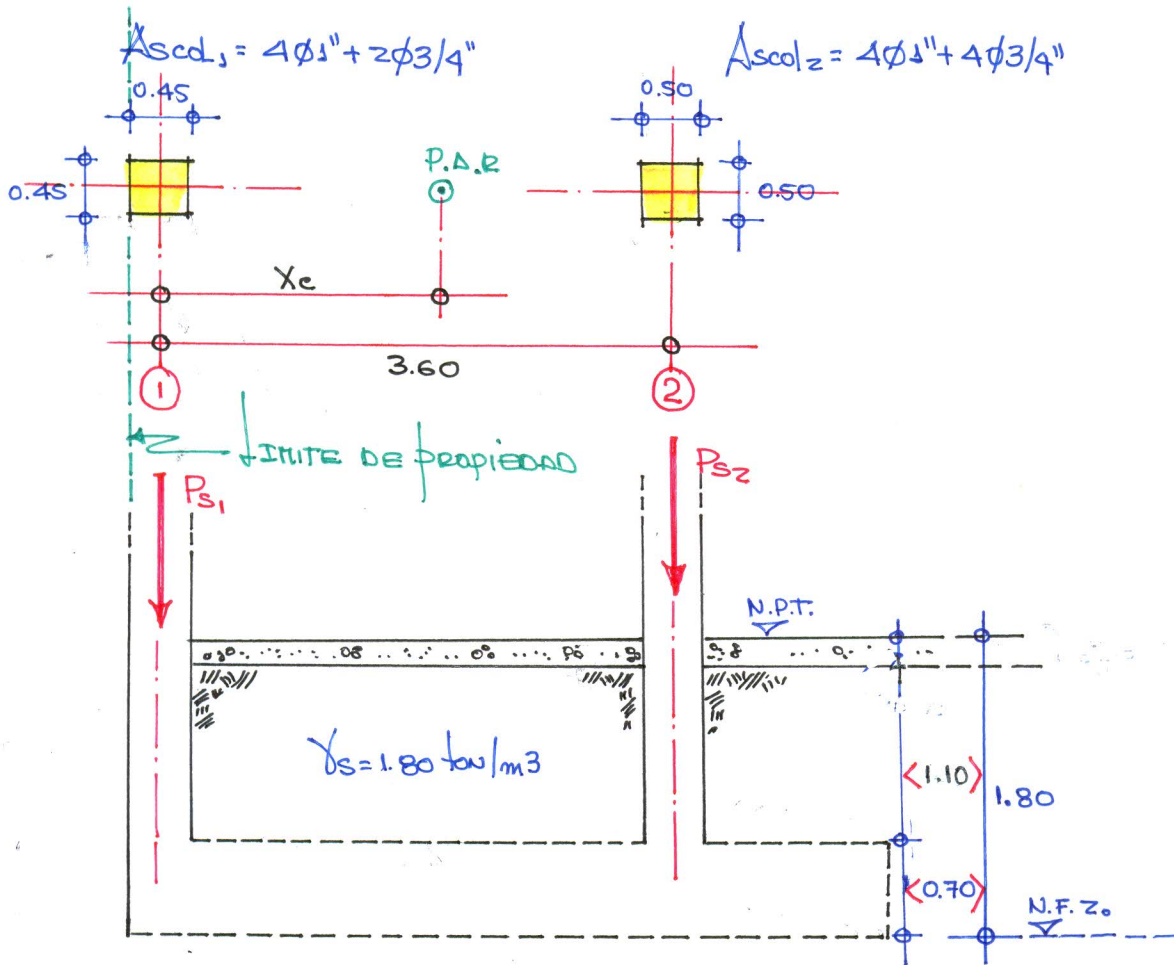 Ascol1 = 4Ø1" + 2Ø3/4"
Ascol2 = 4Ø1" + 4Ø3/4"
0.45
0.50
P.A.R
0.45
0.50
Xc
3.60
1
2
LIMITE DE PROPIEDAD
Ps1
Ps2
N.P.T.
γs = 1.80 ton/m3
<1.10>
1.80
<0.70>
N.F.Z.